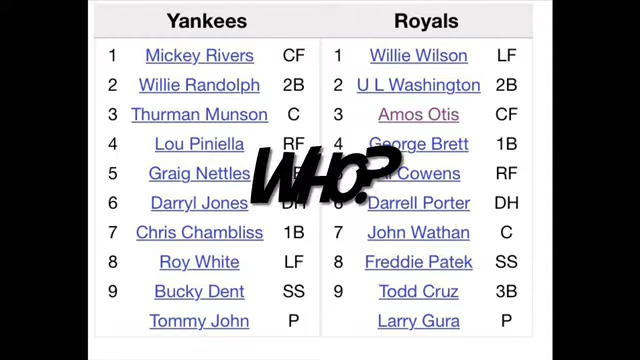 Yankees Royals
1 Mickey Rivers CF 1 Willie Wilson LF
2 Willie Randolph 2B 2 U L Washington 2B
3 Thurman Munson C 3 Amos Otis CF
4 Lou Piniella RF 4 George Brett 1B
5 Graig Nettles Cowens RF
6 Darryl Jones DH Darrell Porter DH
7 Chris Chambliss 1B 7 John Wathan C
8 Roy White LF 8 Freddie Patek SS
9 Bucky Dent SS 9 Todd Cruz 3B
Tommy John P Larry Gura P
WHO?